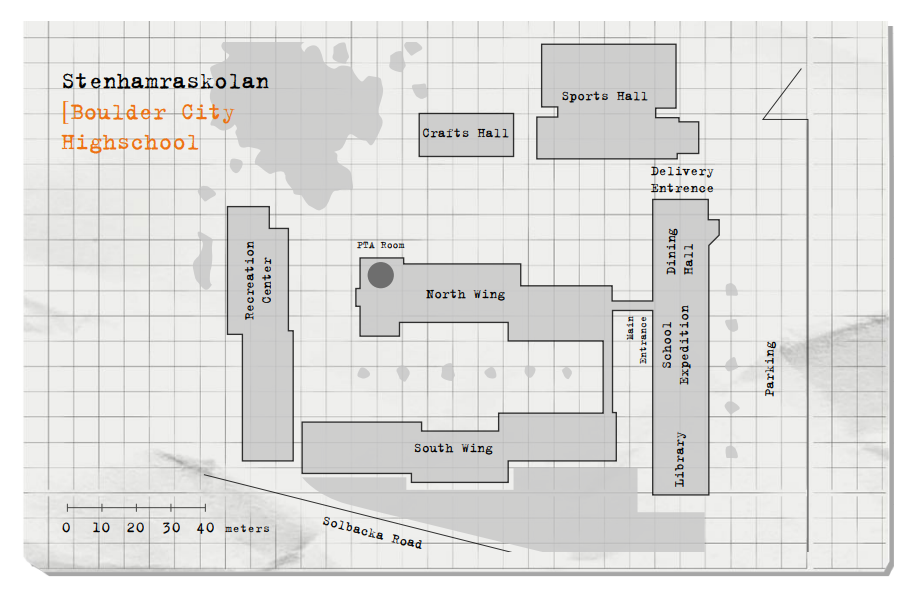 Stenhamraskolan
[Boulder City
Highschool
Crafts Hall
Sports Hall
Delivery
Entrence
Recreation
Center
PTA Room
North Wing
Dining
Hall
Main
Entrance
School
Expedition
Parking
South Wing
Library
0 10 20 30 40 meters
Solbacka Road